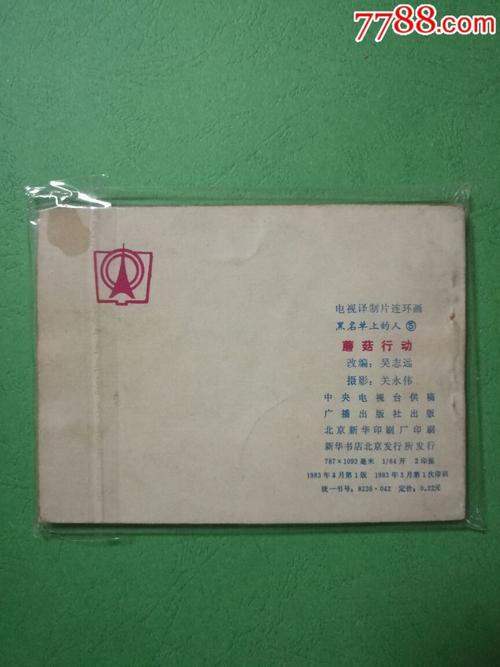 7788.com
电视译制片连环画
黑名单上的人 ⑤
蘑菇行动
改编：吴志远
摄影：关永伟
中央电视台供稿
广播出版社出版
北京新华印刷厂印刷
新华书店北京发行所发行
787×1092毫米 1/64开 2印张
1983年4月第1版 1983年3月第1次印刷
统一书号：8236·042 定价：0.22元